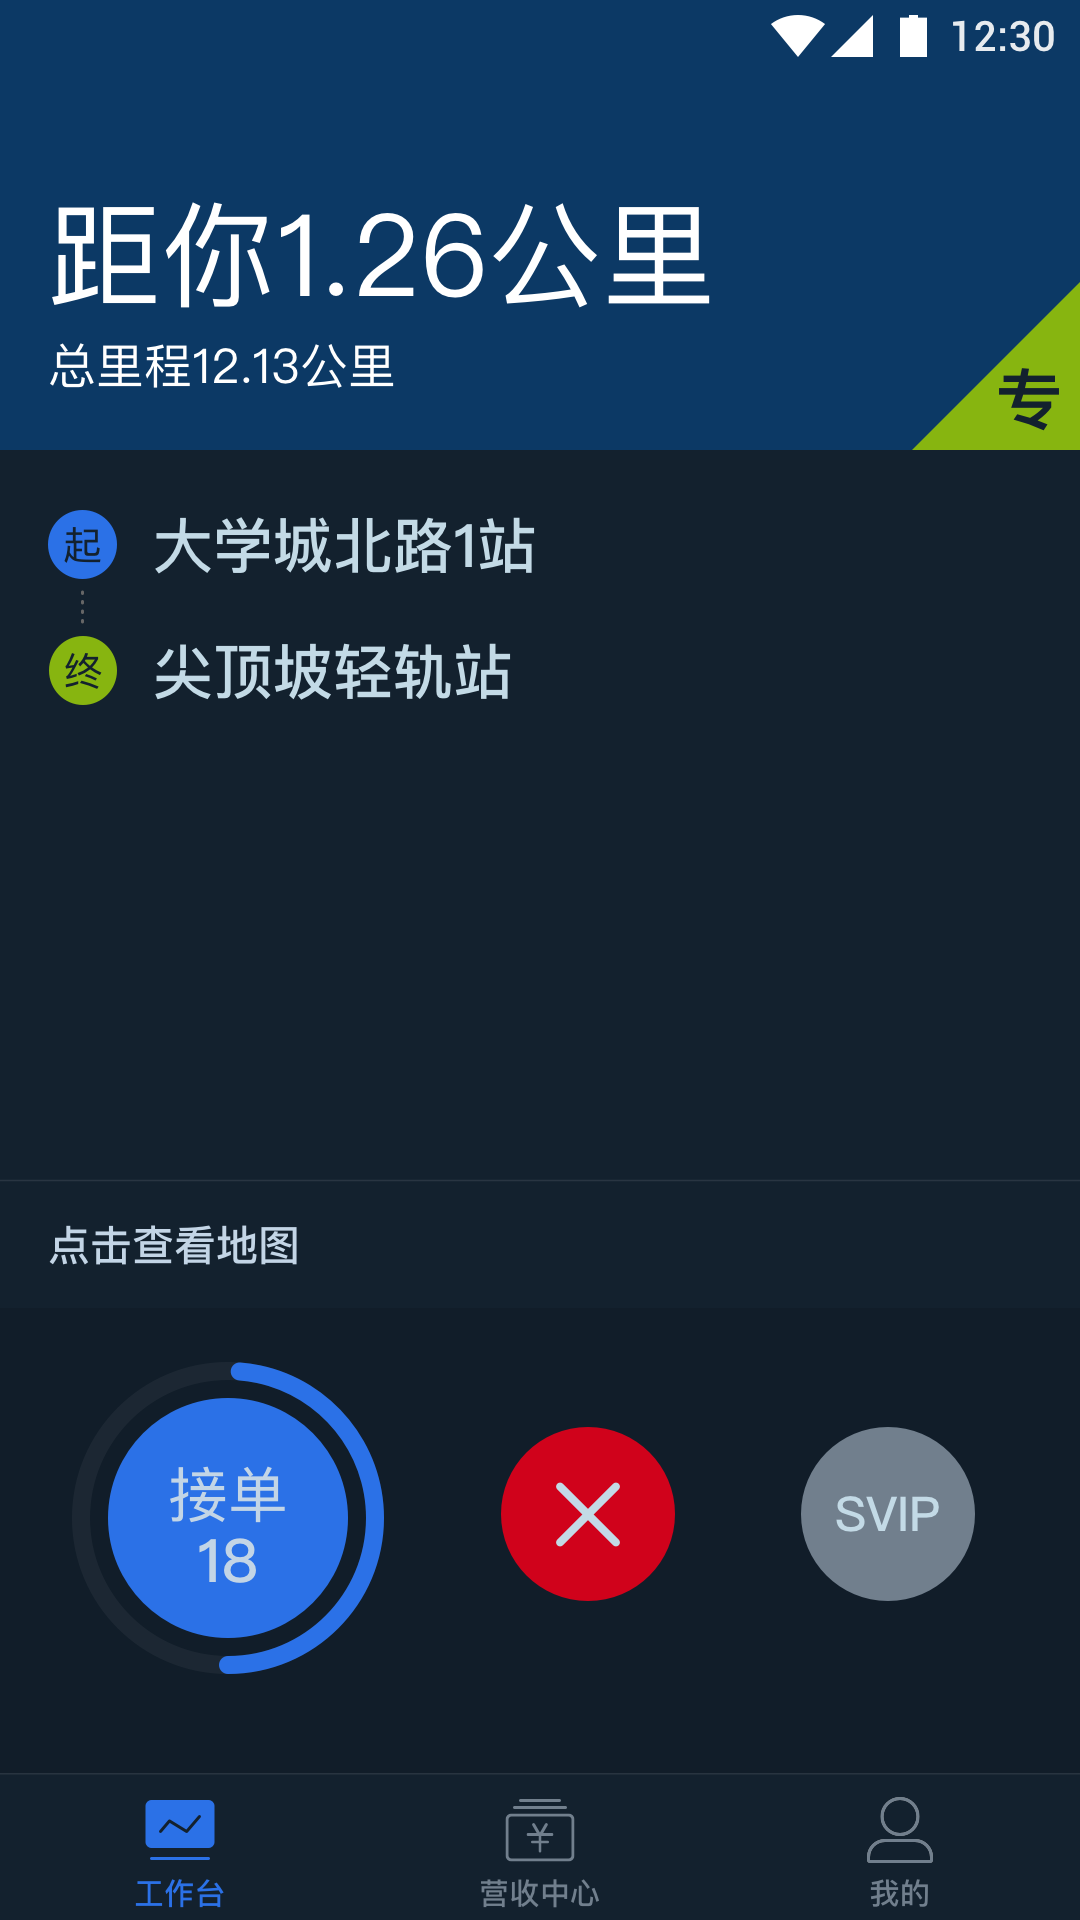 12:30
距你1.26公里
总里程12.13公里
专
起 大学城北路1站
终 尖顶坡轻轨站
点击查看地图
接单
18
SVIP
工作台 营收中心 我的